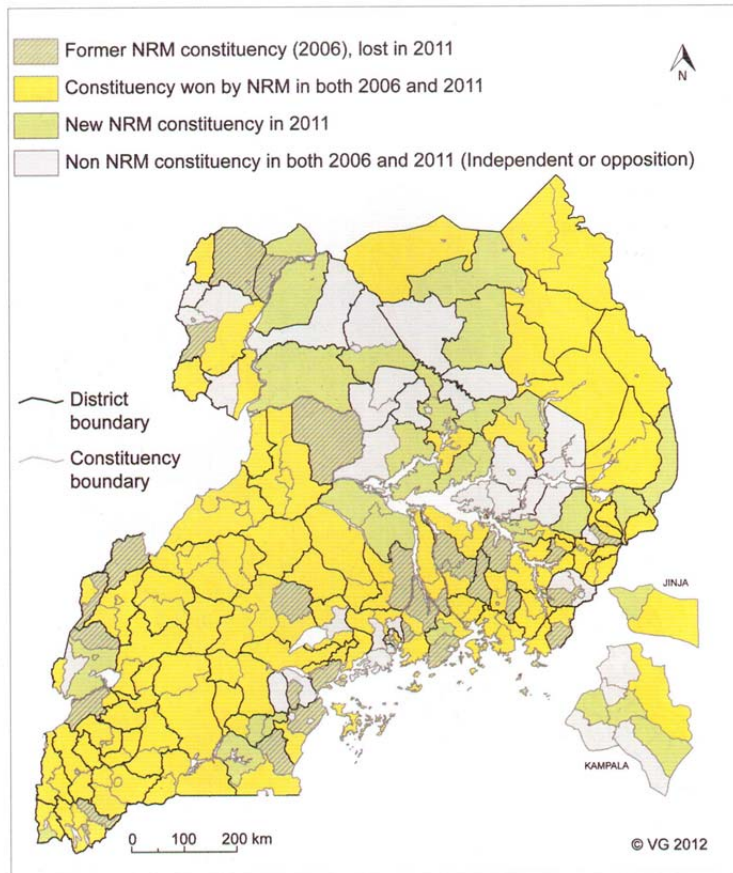 Former NRM constituency (2006), lost in 2011
Constituency won by NRM in both 2006 and 2011
New NRM constituency in 2011
Non NRM constituency in both 2006 and 2011 (Independent or opposition)
N
District
boundary
Constituency
boundary
JINJA
KAMPALA
0 100 200 km
© VG 2012